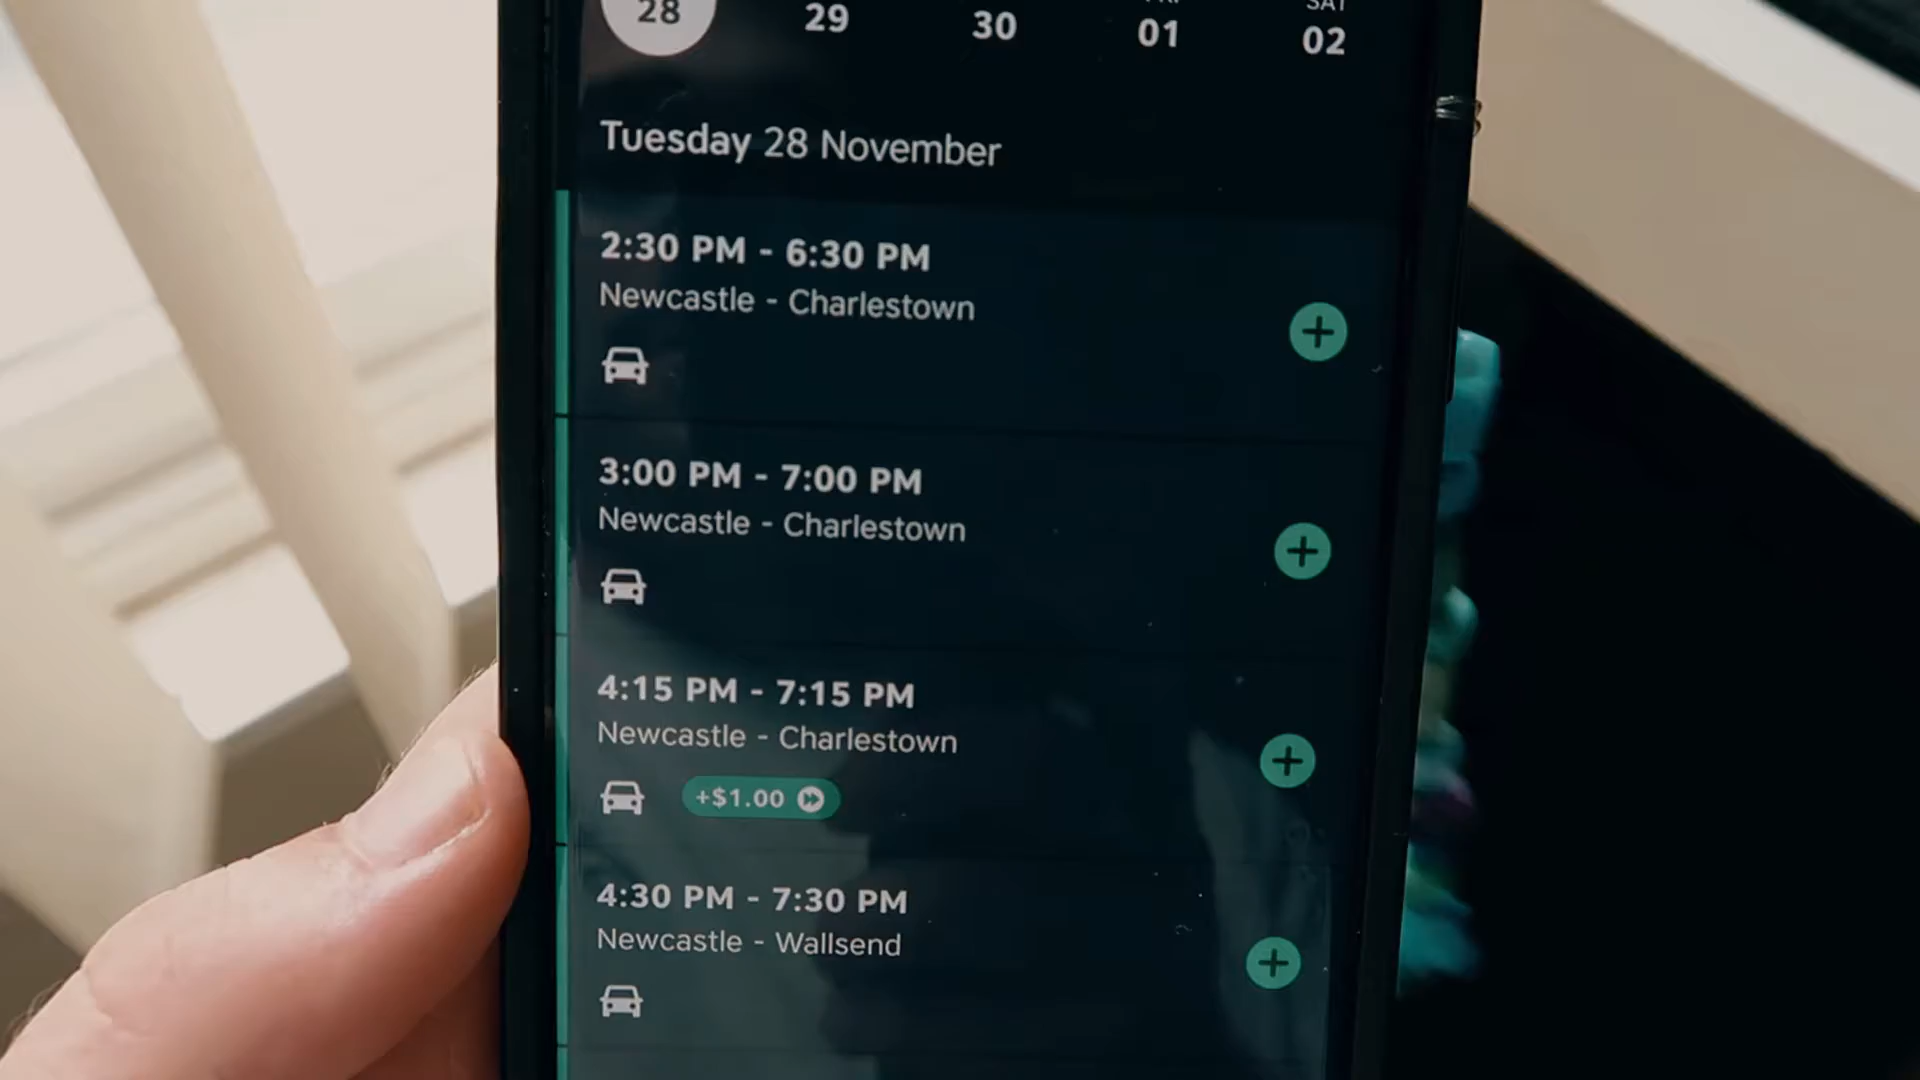 SAT
28 29 30 01 02
Tuesday 28 November
2:30 PM - 6:30 PM
Newcastle - Charlestown
3:00 PM - 7:00 PM
Newcastle - Charlestown
4:15 PM - 7:15 PM
Newcastle - Charlestown
+$1.00
4:30 PM - 7:30 PM
Newcastle - Wallsend